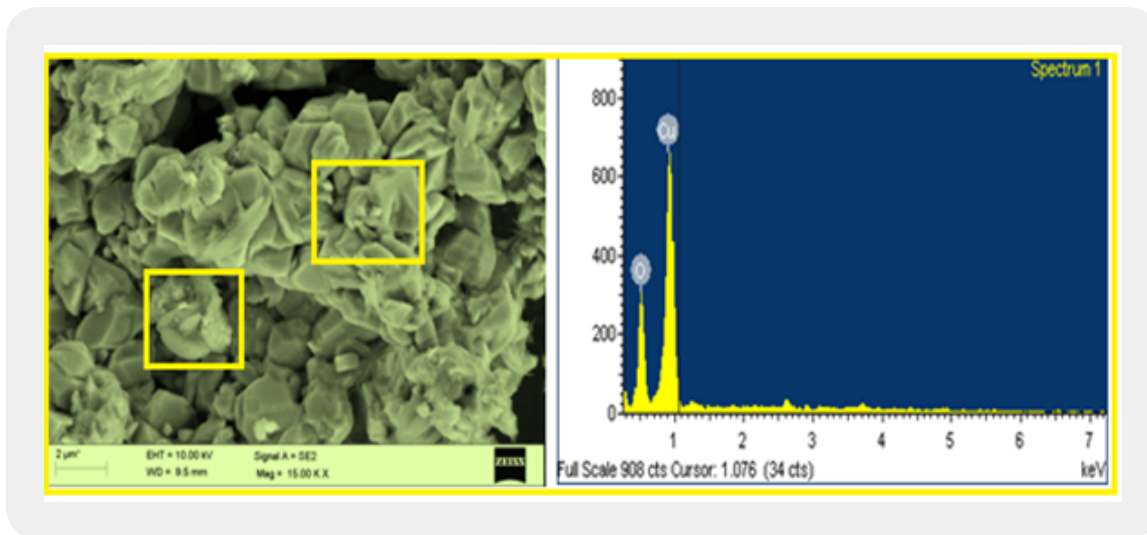 2 µm*
EHT = 10.00 kV
Signal A = SE2
WD = 9.5 mm
Mag = 15.00 K X
ZEISS
Spectrum 1
800
600
400
200
0
O
Cu
1 2 3 4 5 6 7
Full Scale 908 cts Cursor: 1.076 (34 cts)
keV